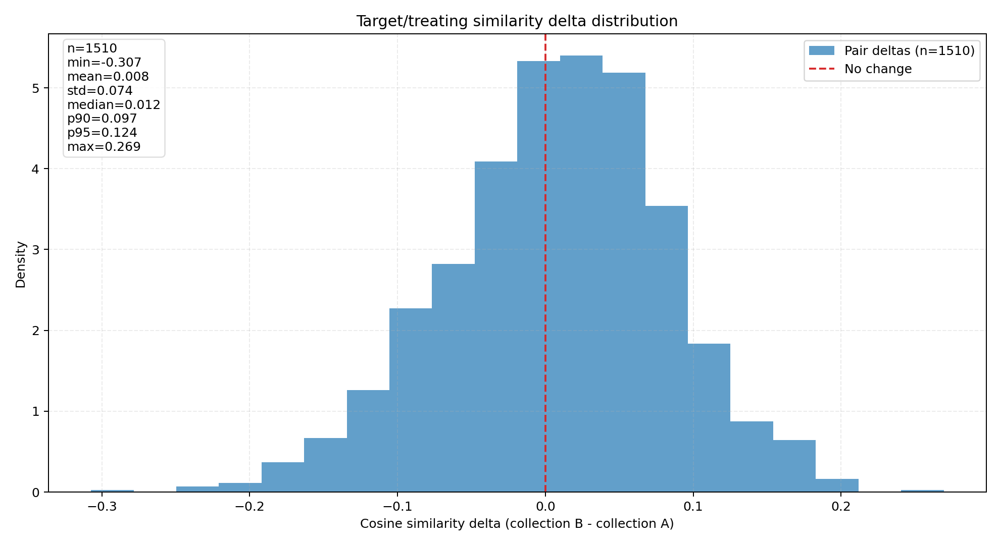 Target/treating similarity delta distribution
n=1510
min=-0.307
mean=0.008
std=0.074
median=0.012
p90=0.097
p95=0.124
max=0.269
Pair deltas (n=1510)
No change
Density
5
4
3
2
1
0
−0.3
−0.2
−0.1
0.0
0.1
0.2
Cosine similarity delta (collection B - collection A)